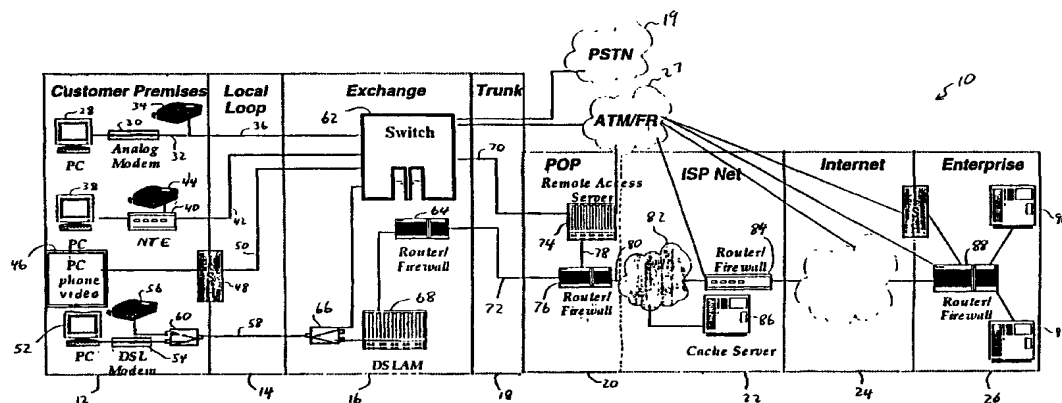 19
PSTN
27
ATM/FR
10
Customer Premises
Local Loop
Exchange
Trunk
POP
ISP Net
Internet
Enterprise
28
PC
30
Analog Modem
34
32
36
62
Switch
70
Remote Access Server
74
78
38
PC
44
40
NTE
42
50
46
PC phone video
48
64
Router/ Firewall
72
76
Router/ Firewall
80
82
Router/ Firewall
84
86
Cache Server
88
Router/ Firewall
52
PC
56
54
DSL Modem
60
58
66
68
DSLAM
12
14
16
18
20
22
24
26